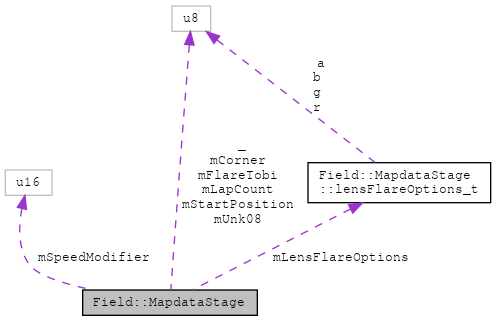 u8
a
b
g
r
_
mCorner
mFlareTobi
mLapCount
mStartPosition
mUnk08
Field::MapdataStage
::lensFlareOptions_t
u16
mSpeedModifier
mLensFlareOptions
Field::MapdataStage